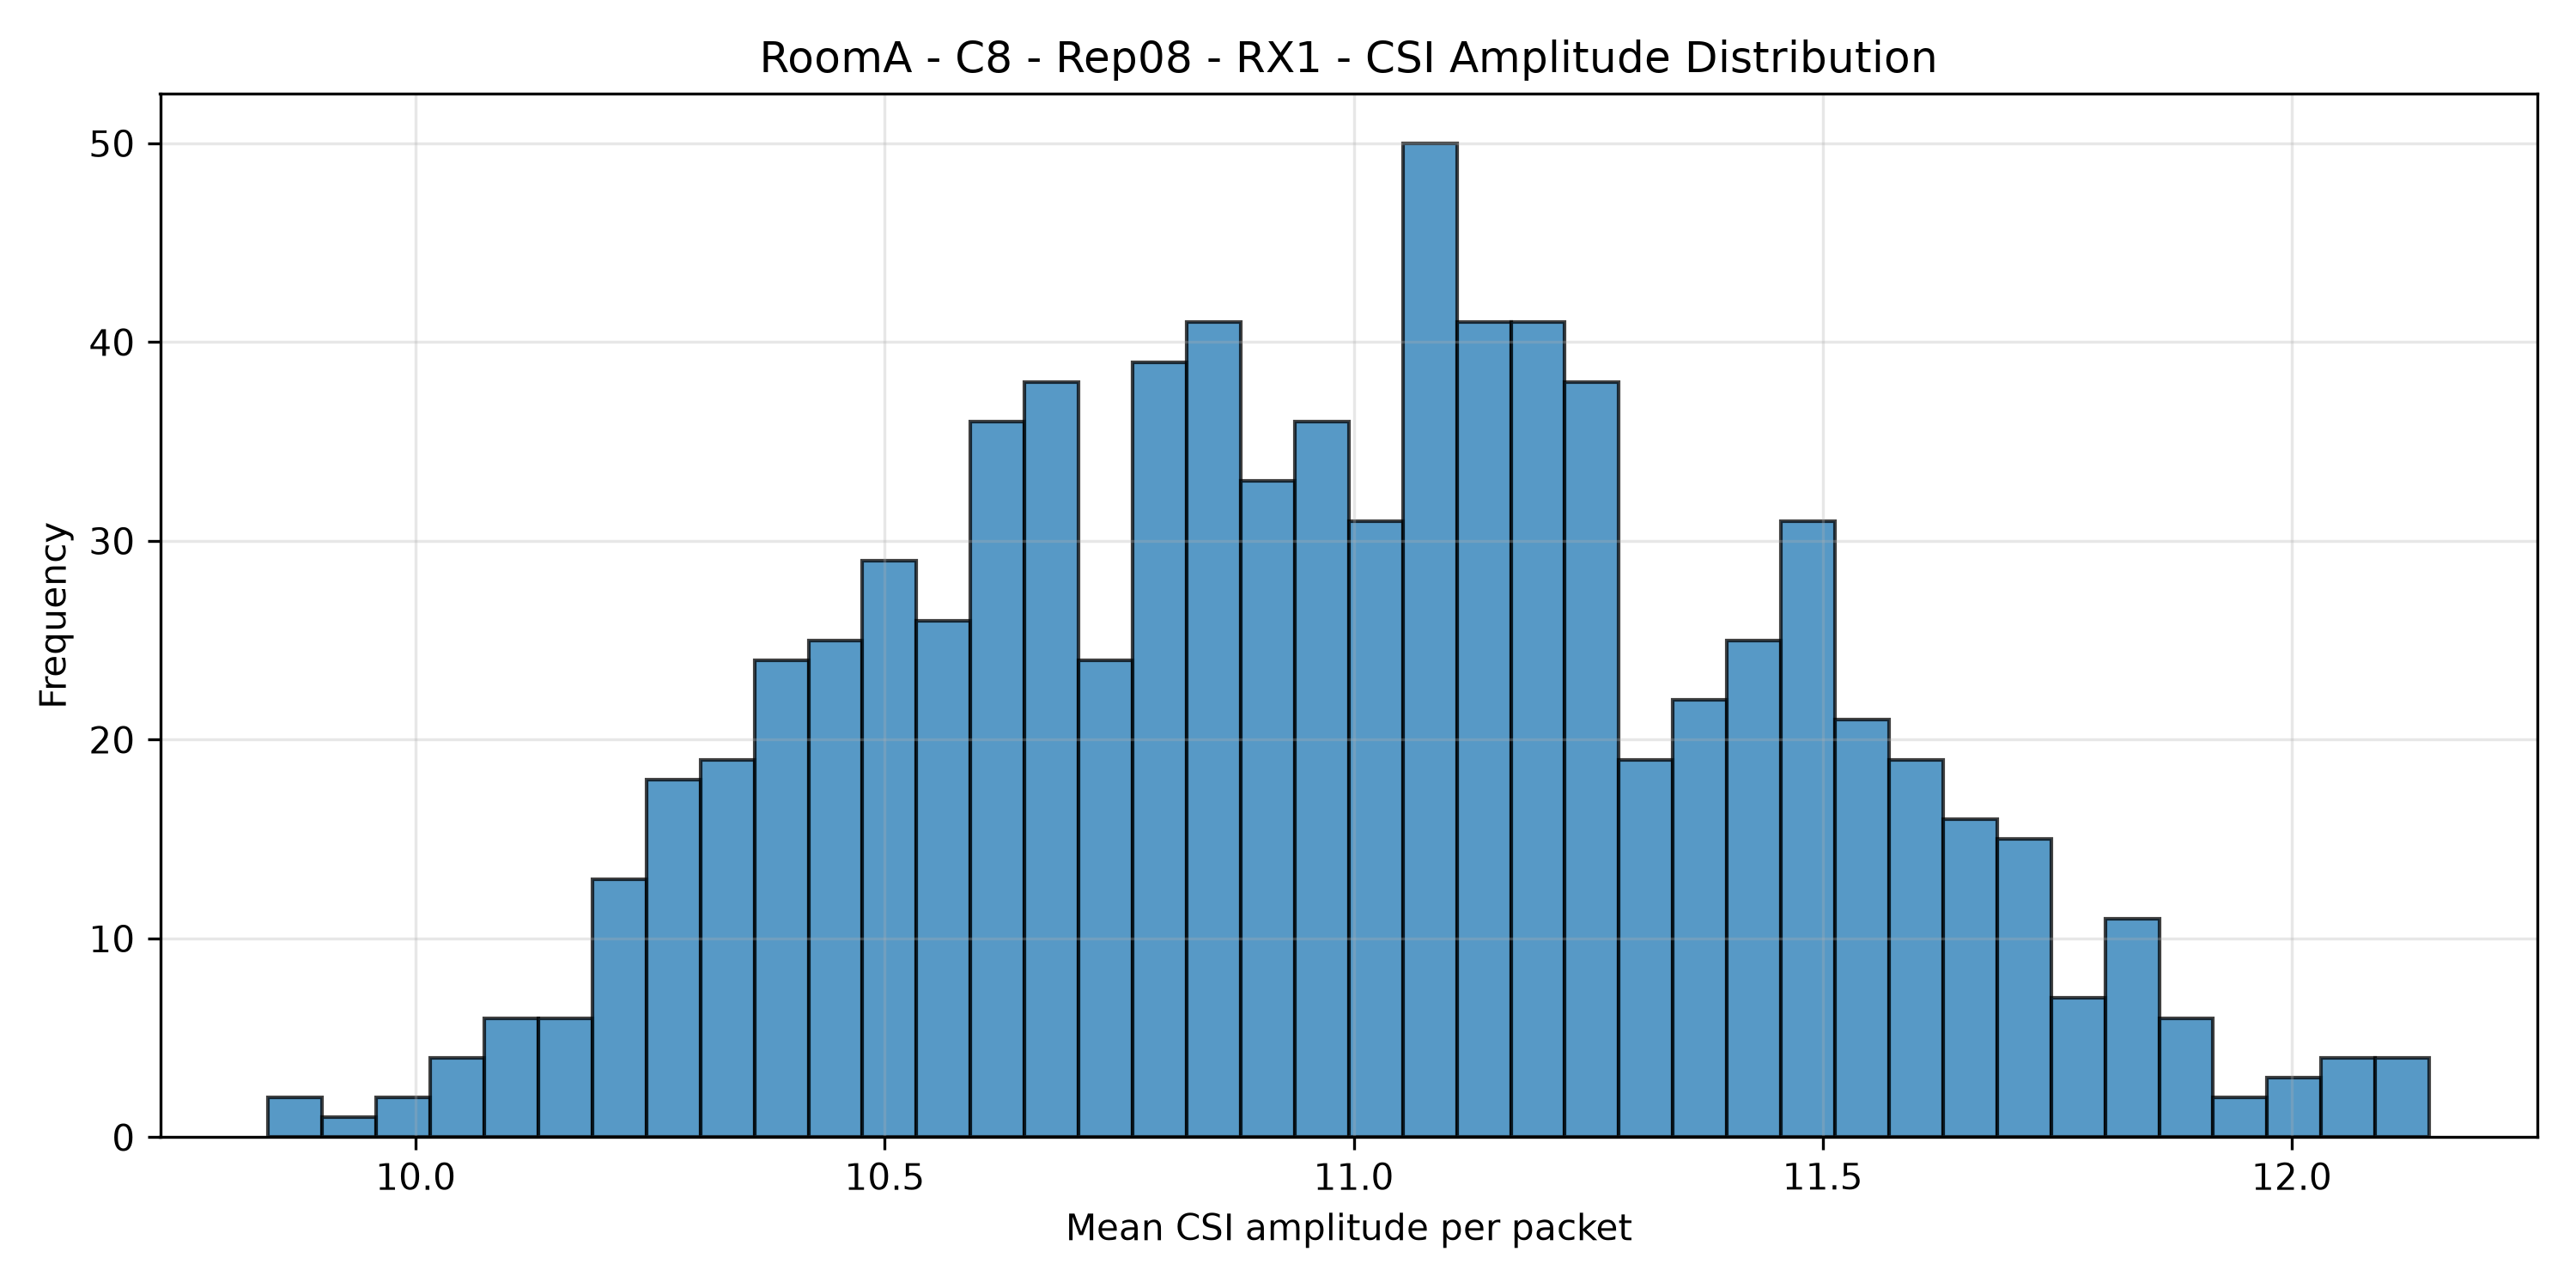 RoomA - C8 - Rep08 - RX1 - CSI Amplitude Distribution
50
40
30
20
10
0
Frequency
10.0 10.5 11.0 11.5 12.0
Mean CSI amplitude per packet